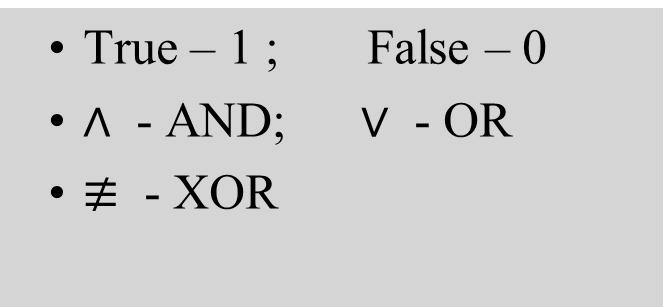 • True – 1 ; False – 0
• ∧ - AND; ∨ - OR
• ≢ - XOR